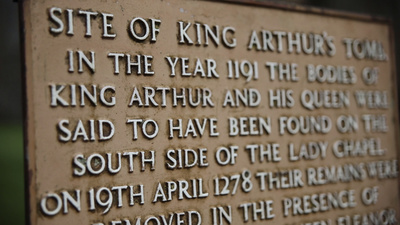 SITE OF KING ARTHUR'S TOMB.
IN THE YEAR 1191 THE BODIES OF
KING ARTHUR AND HIS QUEEN WERE
SAID TO HAVE BEEN FOUND ON THE
SOUTH SIDE OF THE LADY CHAPEL.
ON 19TH APRIL 1278 THEIR REMAINS WERE
REMOVED IN THE PRESENCE OF
QUEEN ELEANOR